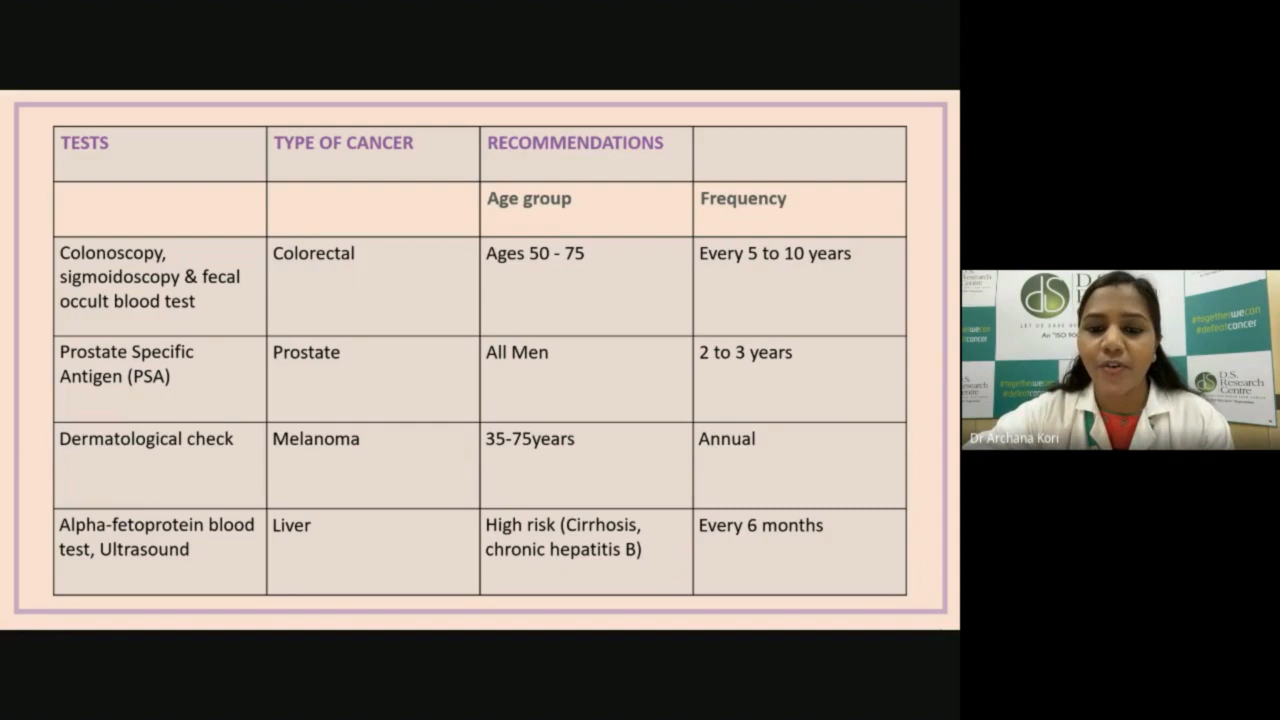 TESTS
TYPE OF CANCER
RECOMMENDATIONS
Age group
Frequency
Colonoscopy,
sigmoidoscopy & fecal
occult blood test
Colorectal
Ages 50 - 75
Every 5 to 10 years
Prostate Specific
Antigen (PSA)
Prostate
All Men
2 to 3 years
Dermatological check
Melanoma
35-75years
Annual
Alpha-fetoprotein blood
test, Ultrasound
Liver
High risk (Cirrhosis,
chronic hepatitis B)
Every 6 months
dS
#togetherwecan
#defeatcancer
D.S.
Research
Centre
Dr Archana Kori